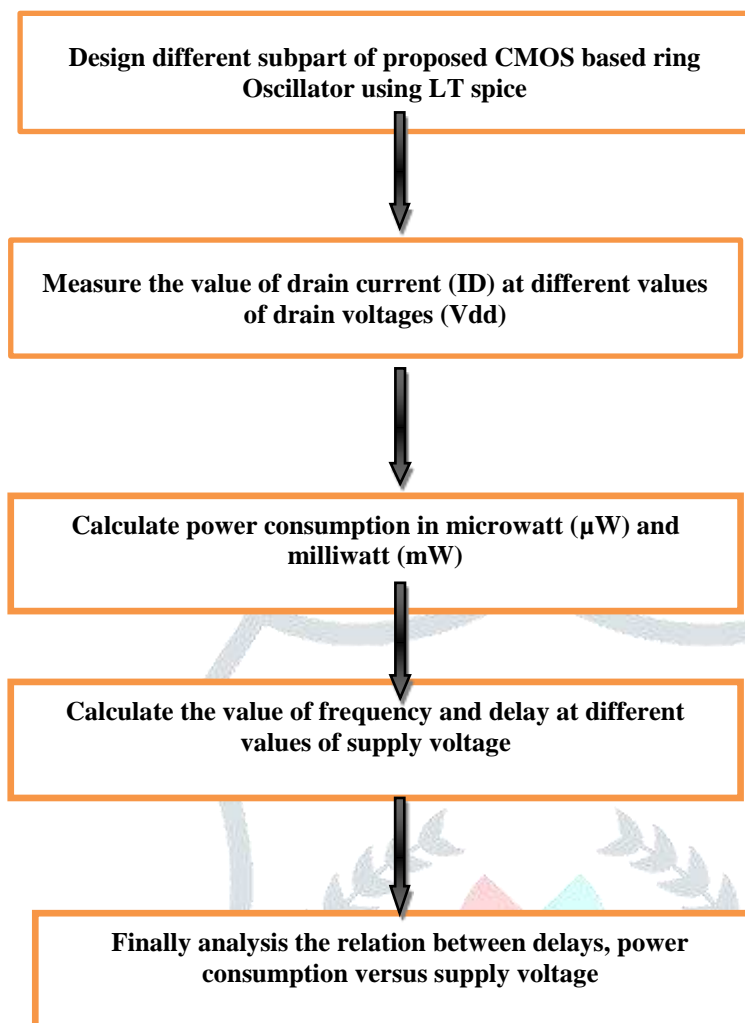 Design different subpart of proposed CMOS based ring
Oscillator using LT spice
Measure the value of drain current (ID) at different values
of drain voltages (Vdd)
Calculate power consumption in microwatt (µW) and
milliwatt (mW)
Calculate the value of frequency and delay at different
values of supply voltage
Finally analysis the relation between delays, power
consumption versus supply voltage